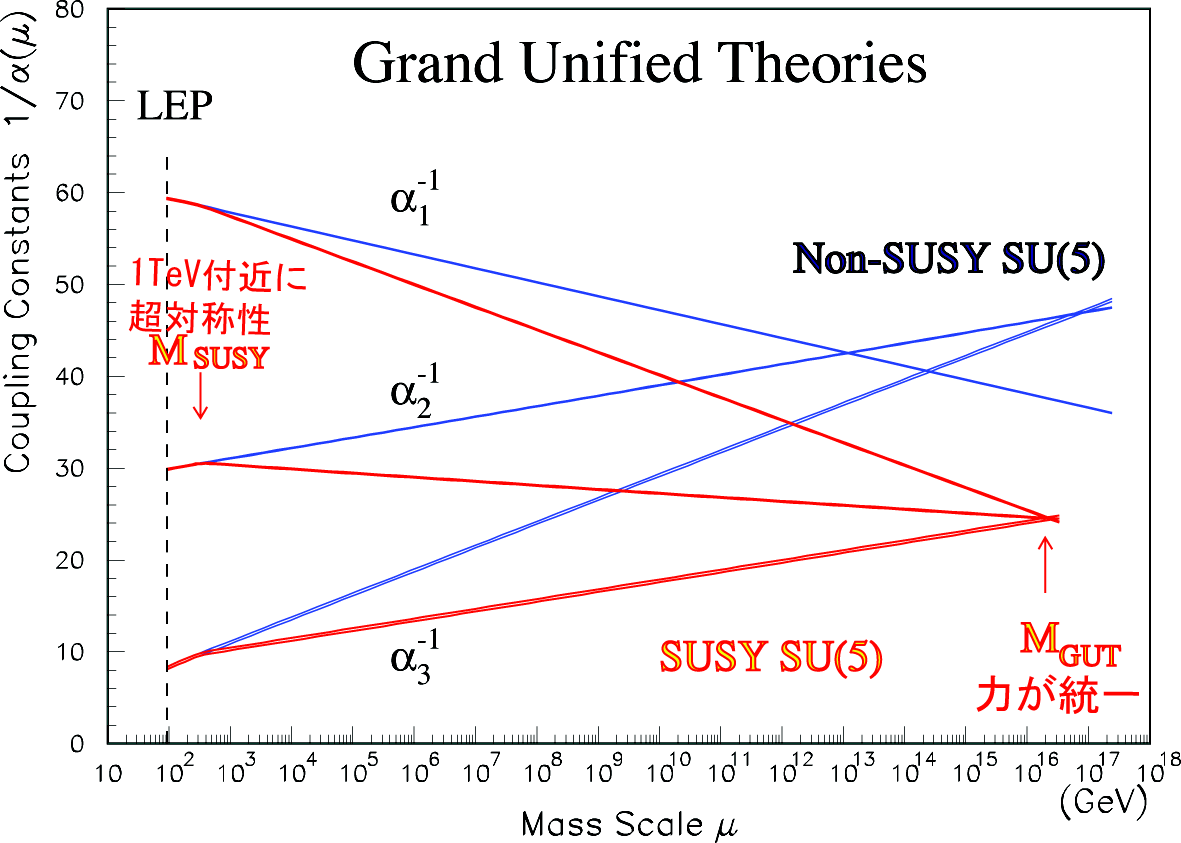 Grand Unified Theories
Coupling Constants 1/α(μ)
80
70
60
50
40
30
20
10
0
LEP
α₁⁻¹
Non-SUSY SU(5)
1TeV付近に
超対称性
M SUSY
α₂⁻¹
α₃⁻¹
SUSY SU(5)
M GUT
力が統一
10 10² 10³ 10⁴ 10⁵ 10⁶ 10⁷ 10⁸ 10⁹ 10¹⁰ 10¹¹ 10¹² 10¹³ 10¹⁴ 10¹⁵ 10¹⁶ 10¹⁷ 10¹⁸
(GeV)
Mass Scale μ